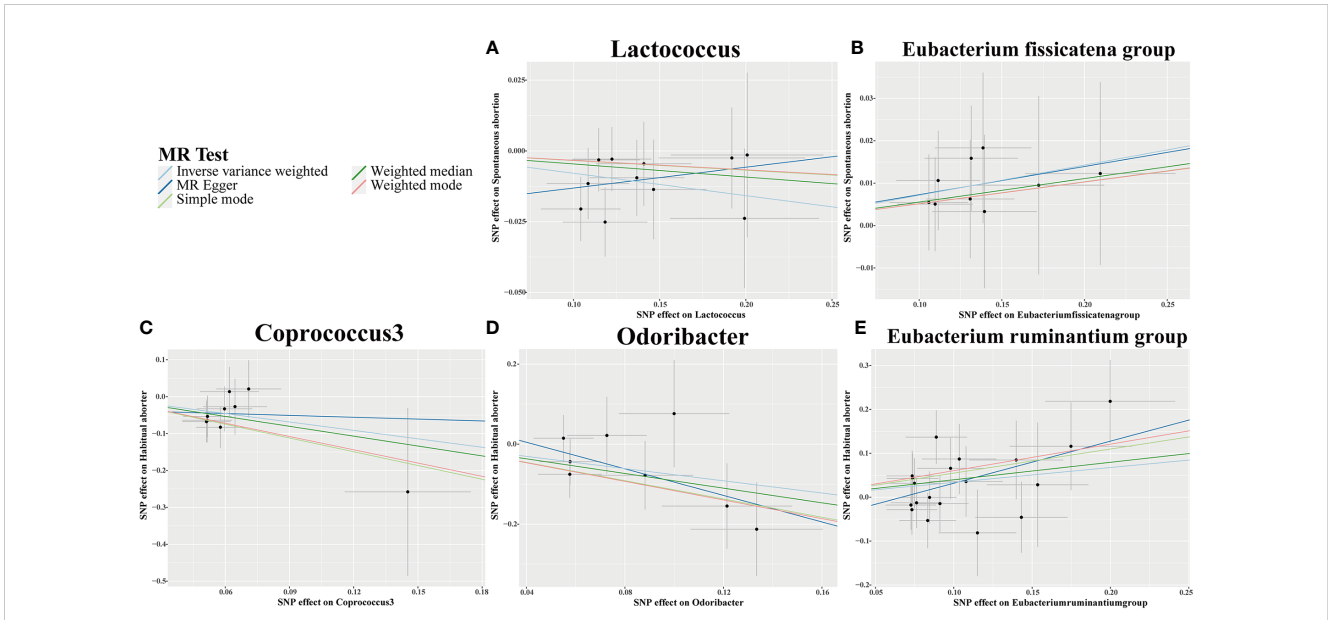 A
Lactococcus
B
Eubacterium fissicatena group
MR Test
Inverse variance weighted
Weighted median
MR Egger
Weighted mode
Simple mode
SNP effect on Spontaneous abortion
0.025
0.000
−0.025
−0.050
0.10
0.15
0.20
0.25
SNP effect on Lactococcus
SNP effect on Spontaneous abortion
0.03
0.02
0.01
0.00
−0.01
0.10
0.15
0.20
0.25
SNP effect on Eubacteriumfissicatenagroup
C
Coprococcus3
D
Odoribacter
E
Eubacterium ruminantium group
SNP effect on Habitual aborter
0.1
0.0
−0.1
−0.2
−0.3
−0.4
−0.5
0.06
0.09
0.12
0.15
0.18
SNP effect on Coprococcus3
SNP effect on Habitual aborter
0.2
0.0
−0.2
0.04
0.08
0.12
0.16
SNP effect on Odoribacter
SNP effect on Habitual aborter
0.3
0.2
0.1
0.0
−0.1
−0.2
0.05
0.10
0.15
0.20
0.25
SNP effect on Eubacteriumruminantiumgroup